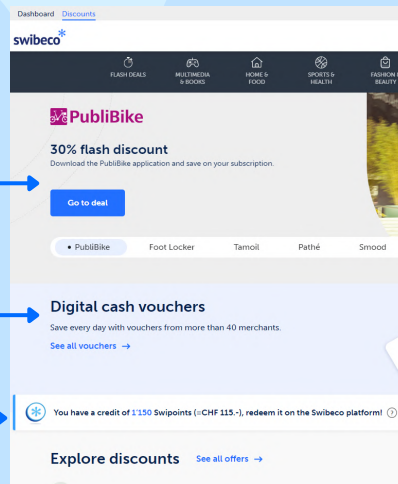 Dashboard Discounts
swibeco*
FLASH DEALS
MULTIMEDIA
& BOOKS
HOME &
FOOD
SPORTS &
HEALTH
FASHION &
BEAUTY
PubliBike
30% flash discount
Download the PubliBike application and save on your subscription.
Go to deal
• PubliBike Foot Locker Tamoil Pathé Smood
Digital cash vouchers
Save every day with vouchers from more than 40 merchants.
See all vouchers →
You have a credit of 1'150 Swipoints (=CHF 115.-), redeem it on the Swibeco platform! ?
Explore discounts See all offers →